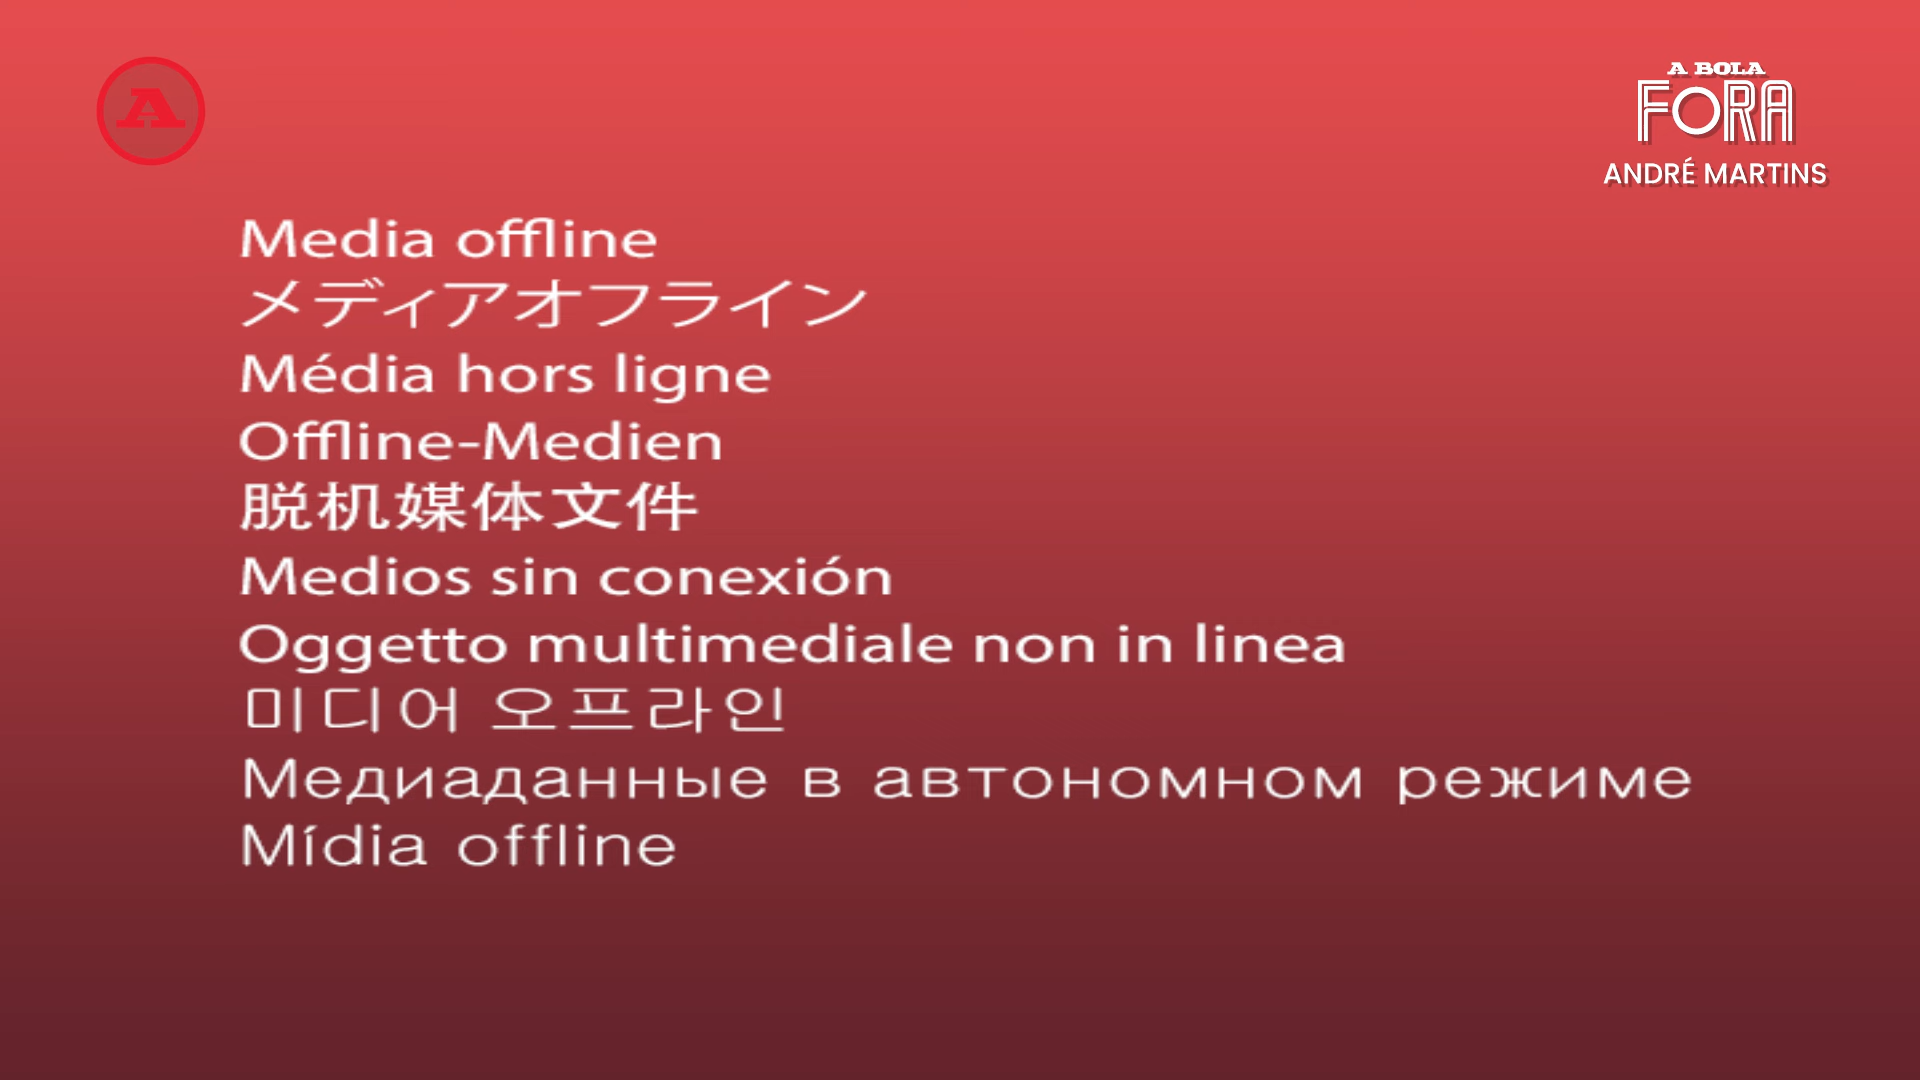 A
A BOLA
FORA
ANDRÉ MARTINS
Media offline
メディアオフライン
Média hors ligne
Offline-Medien
脱机媒体文件
Medios sin conexión
Oggetto multimediale non in linea
미디어 오프라인
Медиаданные в автономном режиме
Mídia offline